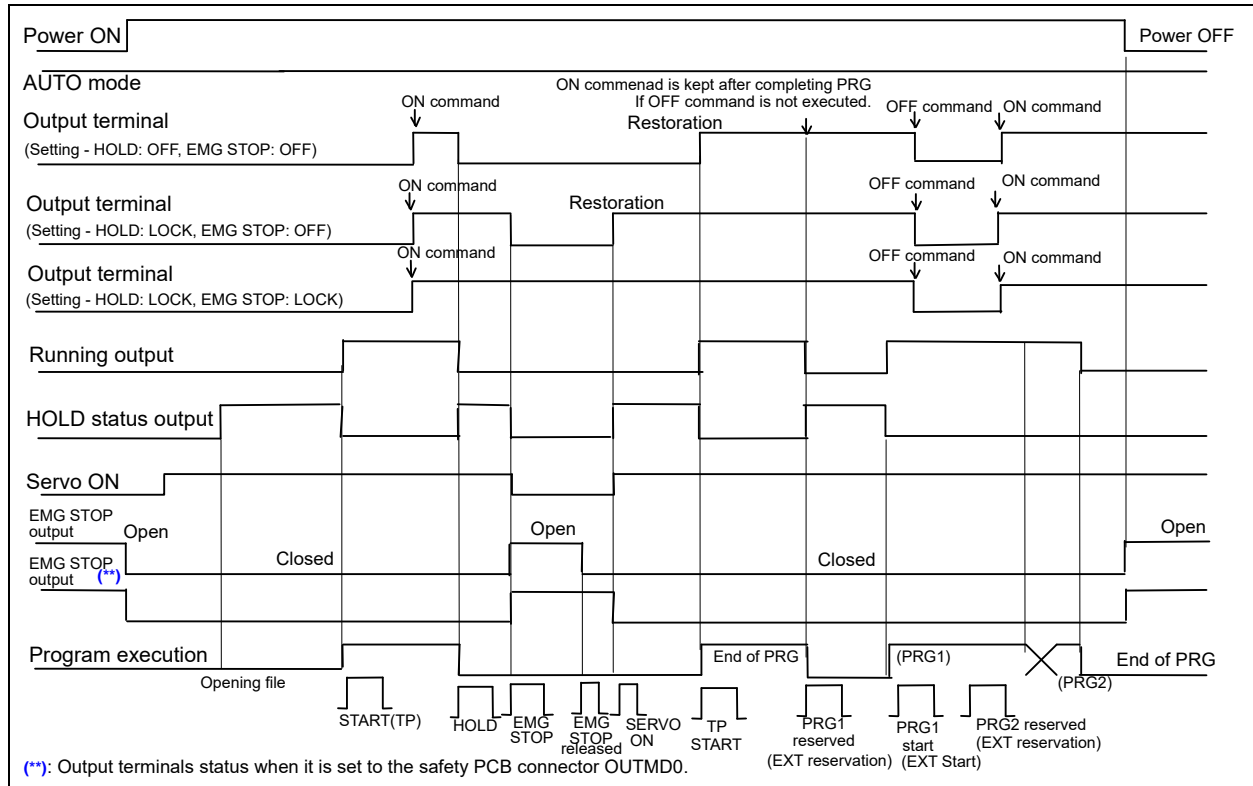 Power ON
Power OFF
AUTO mode
ON commenad is kept after completing PRG
If OFF command is not executed.
ON command
OFF command
ON command
Output terminal
Restoration
(Setting - HOLD: OFF, EMG STOP: OFF)
ON command
OFF command
ON command
Output terminal
Restoration
(Setting - HOLD: LOCK, EMG STOP: OFF)
ON command
OFF command
ON command
Output terminal
(Setting - HOLD: LOCK, EMG STOP: LOCK)
Running output
HOLD status output
Servo ON
EMG STOP
output
Open
Open
Open
Closed
Closed
EMG STOP
output (**)
Program execution
End of PRG
(PRG1)
End of PRG
(PRG2)
Opening file
START(TP)
HOLD
EMG
STOP
EMG
STOP
released
SERVO
ON
TP
START
PRG1
reserved
(EXT reservation)
PRG1
start
(EXT Start)
PRG2 reserved
(EXT reservation)
(**): Output terminals status when it is set to the safety PCB connector OUTMD0.